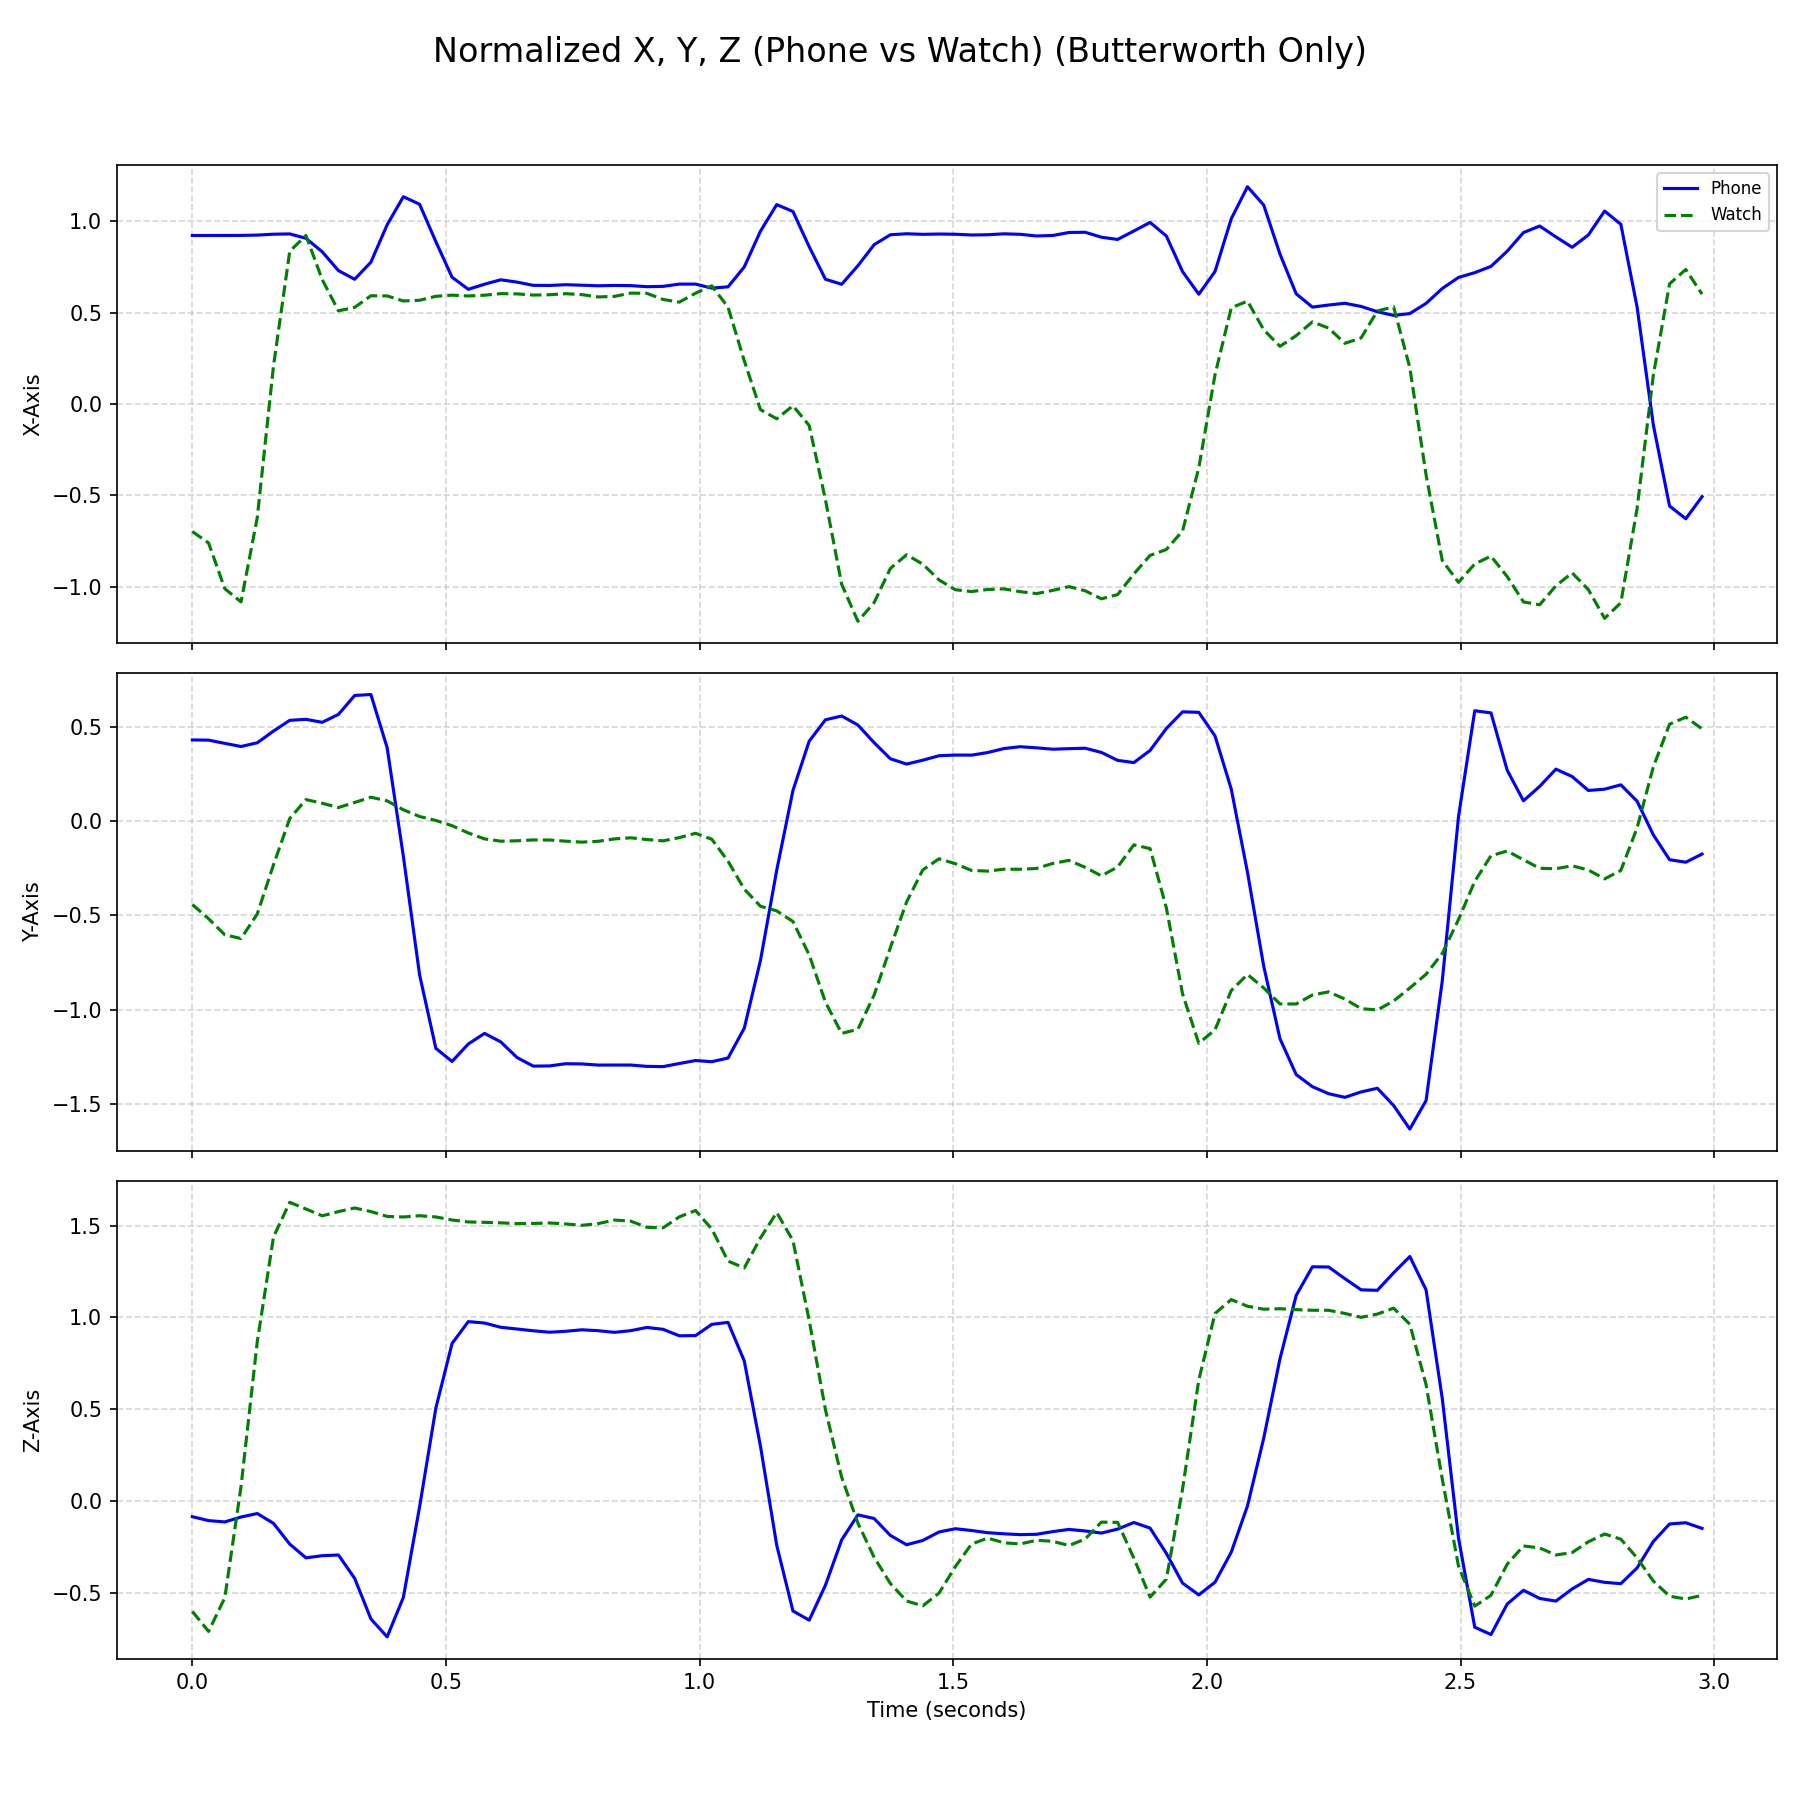 Normalized X, Y, Z (Phone vs Watch) (Butterworth Only)
Phone
Watch
X-Axis
1.0
0.5
0.0
−0.5
−1.0
Y-Axis
0.5
0.0
−0.5
−1.0
−1.5
Z-Axis
1.5
1.0
0.5
0.0
−0.5
0.0 0.5 1.0 1.5 2.0 2.5 3.0
Time (seconds)